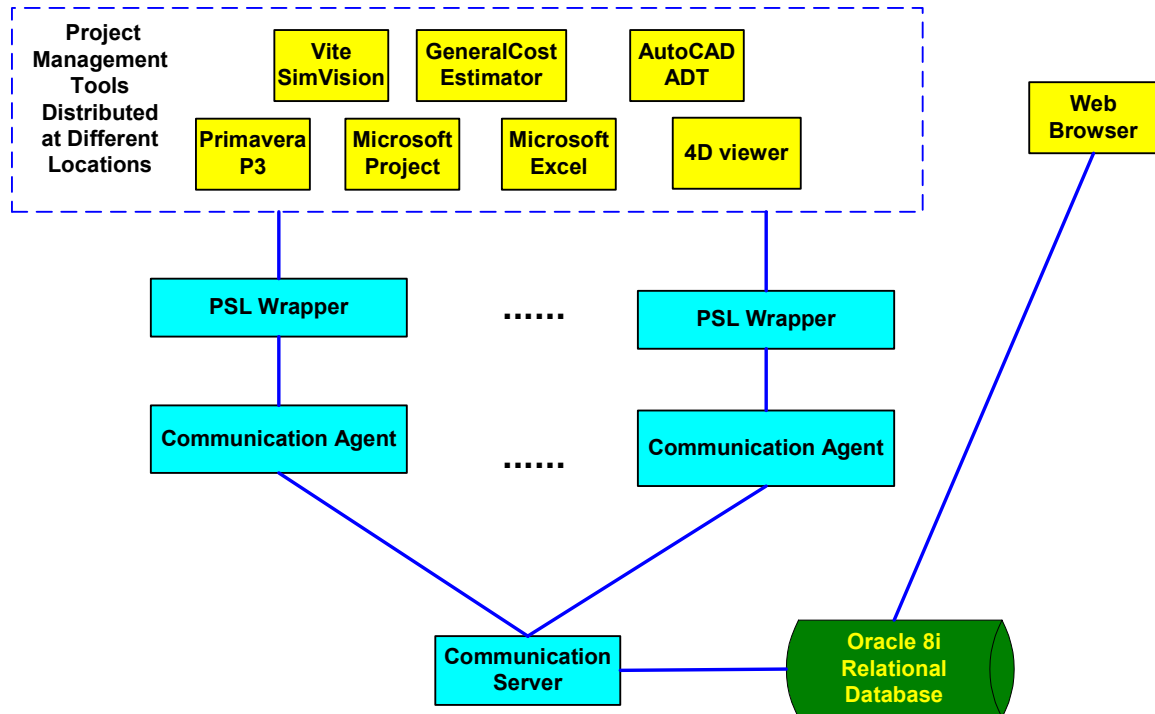 Project
Management
Tools
Distributed
at Different
Locations
Vite
SimVision
GeneralCost
Estimator
AutoCAD
ADT
Primavera
P3
Microsoft
Project
Microsoft
Excel
4D viewer
Web
Browser
PSL Wrapper
......
PSL Wrapper
Communication Agent
......
Communication Agent
Communication
Server
Oracle 8i
Relational
Database